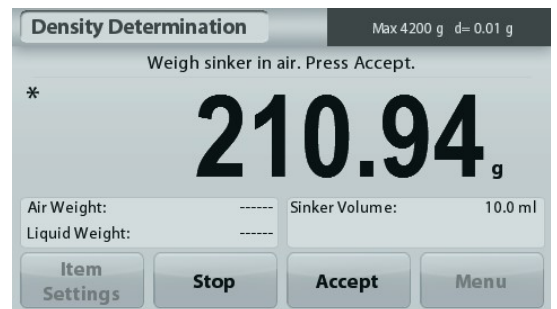 Density Determination Max 4200 g d= 0.01 g
Weigh sinker in air. Press Accept.
* 210.94 g
Air Weight: ------ Sinker Volume: 10.0 ml
Liquid Weight: ------
Item Settings Stop Accept Menu